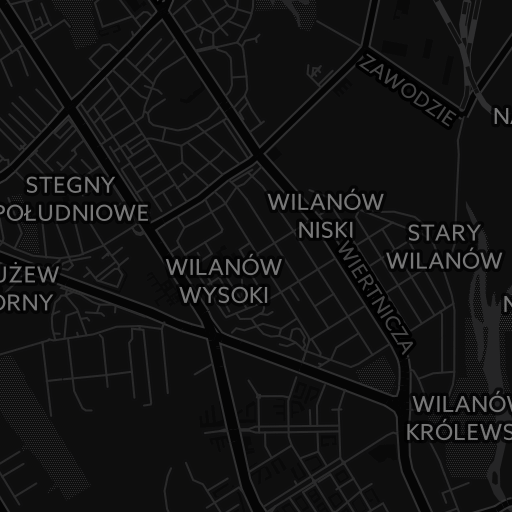 ZAWODZIE
STEGNY
POŁUDNIOWE
WILANÓW
NISKI
STARY
WILANÓW
WIERTNICZA
WILANÓW
WYSOKI